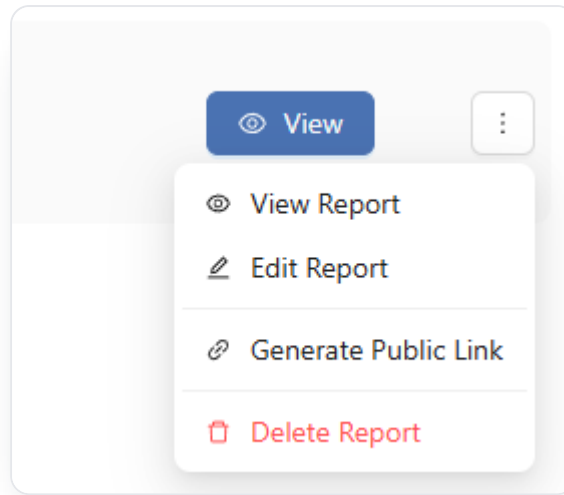 View
View Report
Edit Report
Generate Public Link
Delete Report